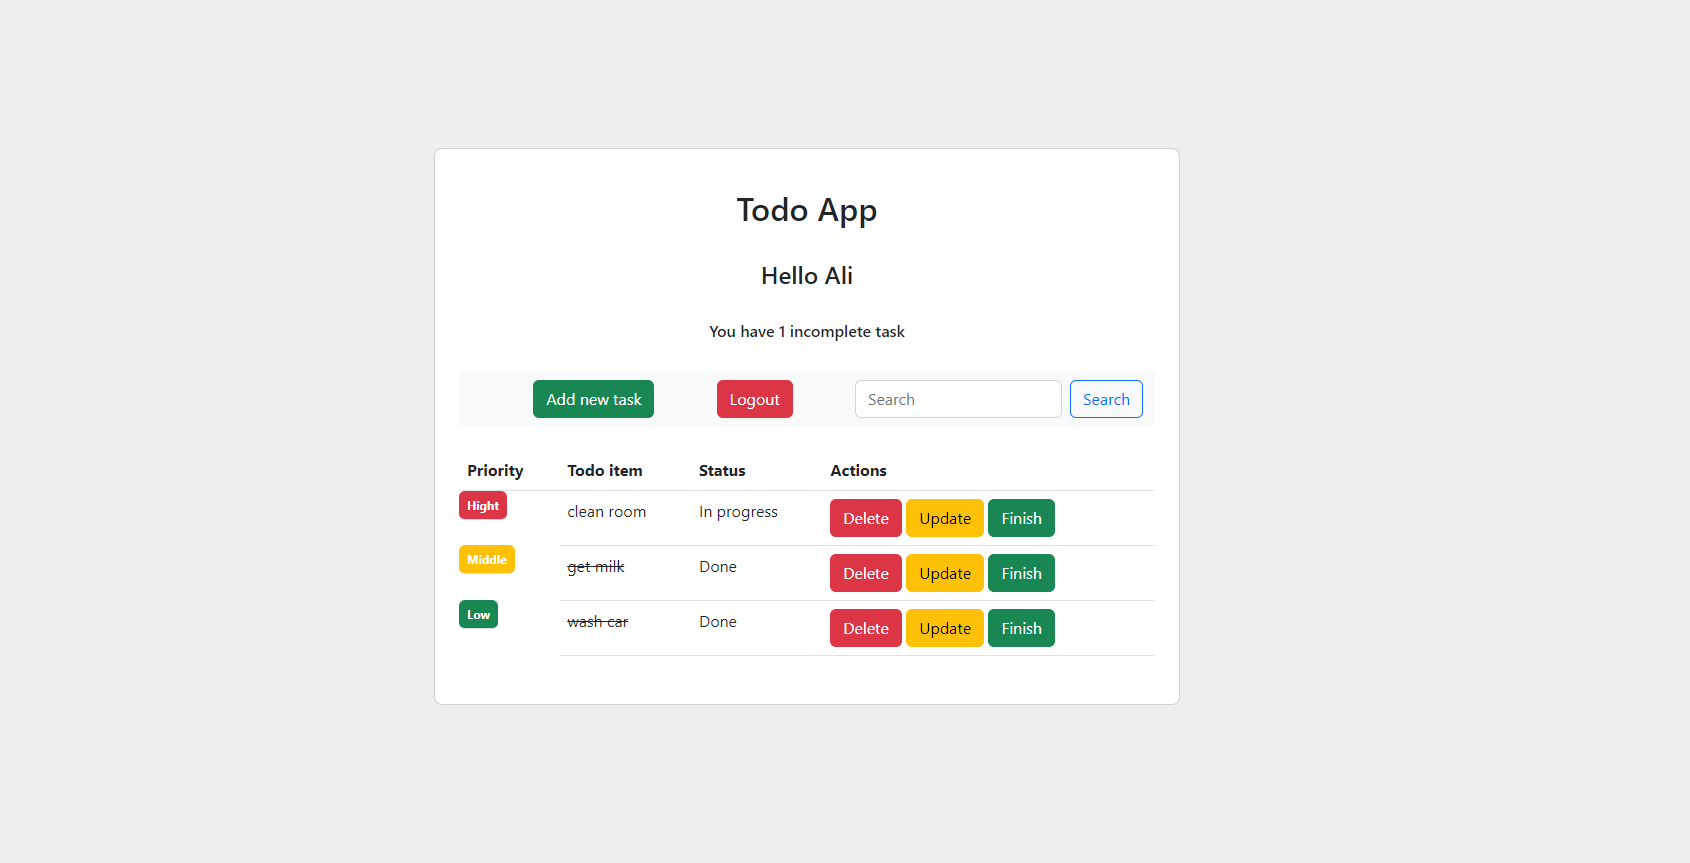 Todo App
Hello Ali
You have 1 incomplete task
Add new task Logout Search Search
Priority Todo item Status Actions
Hight clean room In progress Delete Update Finish
Middle get milk Done Delete Update Finish
Low wash car Done Delete Update Finish